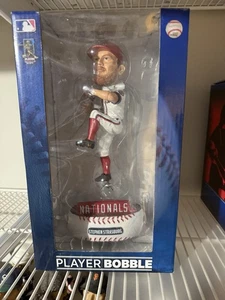 NATIONALS
STEPHEN STRASBURG
PLAYER BOBBLE